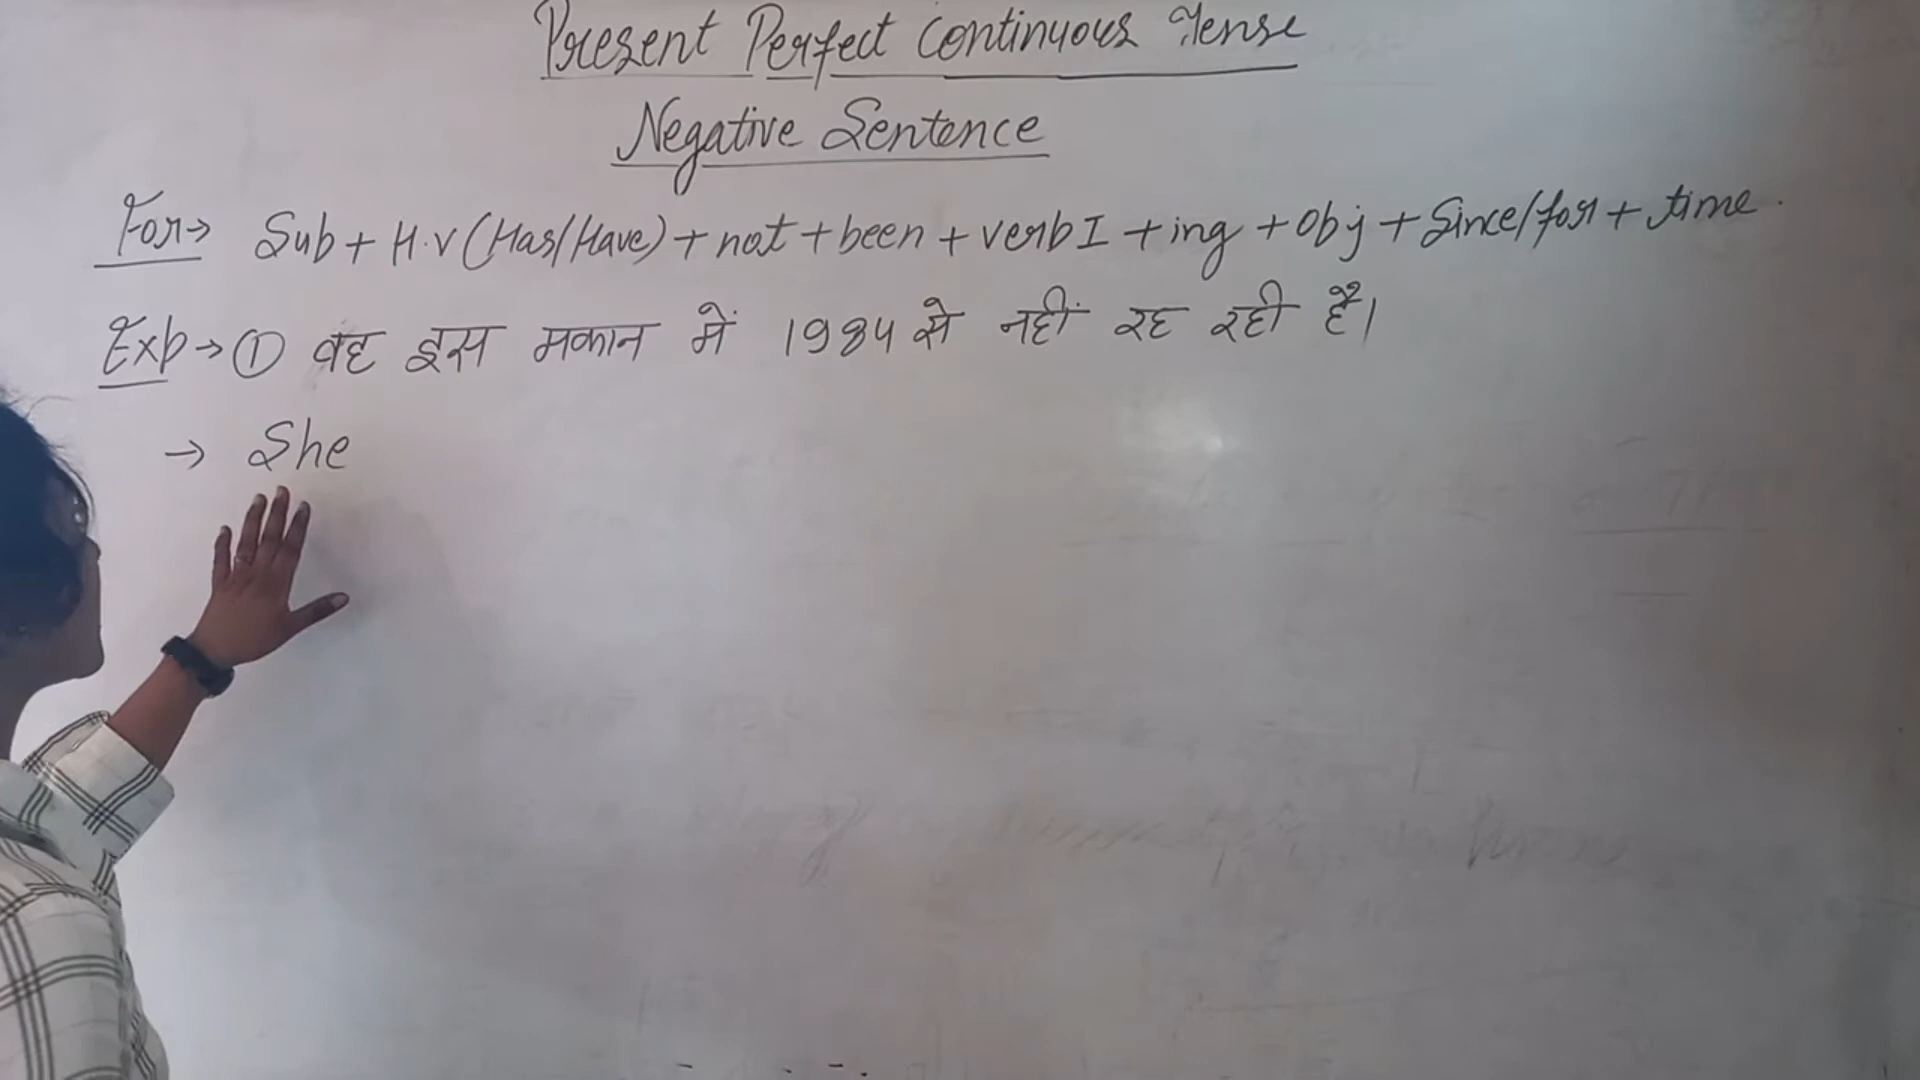 Present Perfect Continuous Tense
Negative Sentence
For→ Sub + H.V (Has/Have) + not + been + verb I + ing + Obj + Since/for + time.
Exp→ ① वह इस मकान में 1984 से नहीं रह रही है।
→ She